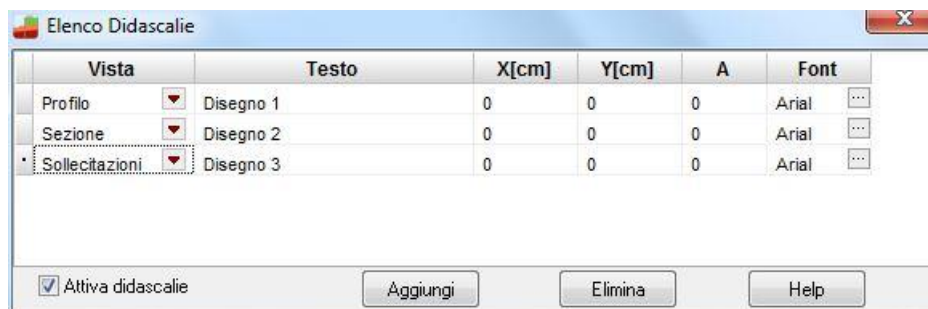 Elenco Didascalie
Vista Testo X[cm] Y[cm] A Font
Profilo Disegno 1 0 0 0 Arial ...
Sezione Disegno 2 0 0 0 Arial ...
Sollecitazioni Disegno 3 0 0 0 Arial ...
Attiva didascalie Aggiungi Elimina Help